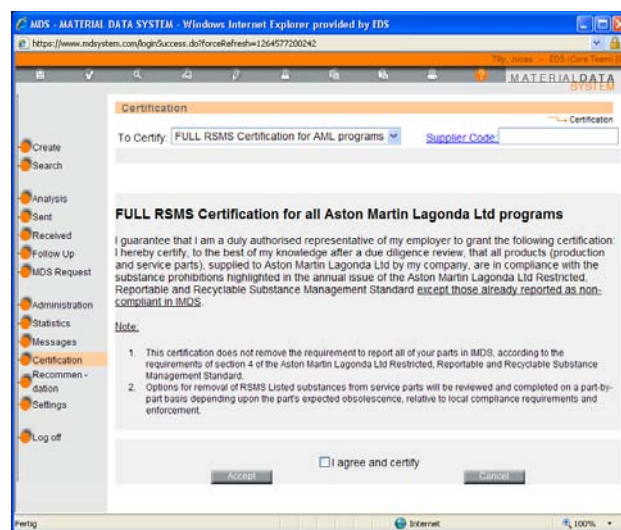 MDS - MATERIAL DATA SYSTEM - Windows Internet Explorer provided by EDS
https://www.mdsystem.com/loginSuccess.do?forceRefresh=1264577200242
Tilly, Jonas - EDS (Core Team)
MATERIALDATA
SYSTEM
Certification
Certification
To Certify: FULL RSMS Certification for AML programs Supplier Code:
Create
Search
Analysis
Sent
Received
Follow Up
MDS Request
Administration
Statistics
Messages
Certification
Recommen -
dation
Settings
Log off
FULL RSMS Certification for all Aston Martin Lagonda Ltd programs
I guarantee that I am a duly authorised representative of my employer to grant the following certification:
I hereby certify, to the best of my knowledge after a due diligence review, that all products (production
and service parts), supplied to Aston Martin Lagonda Ltd by my company, are in compliance with the
substance prohibitions highlighted in the annual issue of the Aston Martin Lagonda Ltd Restricted,
Reportable and Recyclable Substance Management Standard except those already reported as non-
compliant in IMDS.
Note:
1. This certification does not remove the requirement to report all of your parts in IMDS, according to the
requirements of section 4 of the Aston Martin Lagonda Ltd Restricted, Reportable and Recyclable Substance
Management Standard.
2. Options for removal of RSMS Listed substances from service parts will be reviewed and completed on a part-by-
part basis depending upon the part's expected obsolescence, relative to local compliance requirements and
enforcement.
I agree and certify
Accept Cancel
Fertig Internet 100%